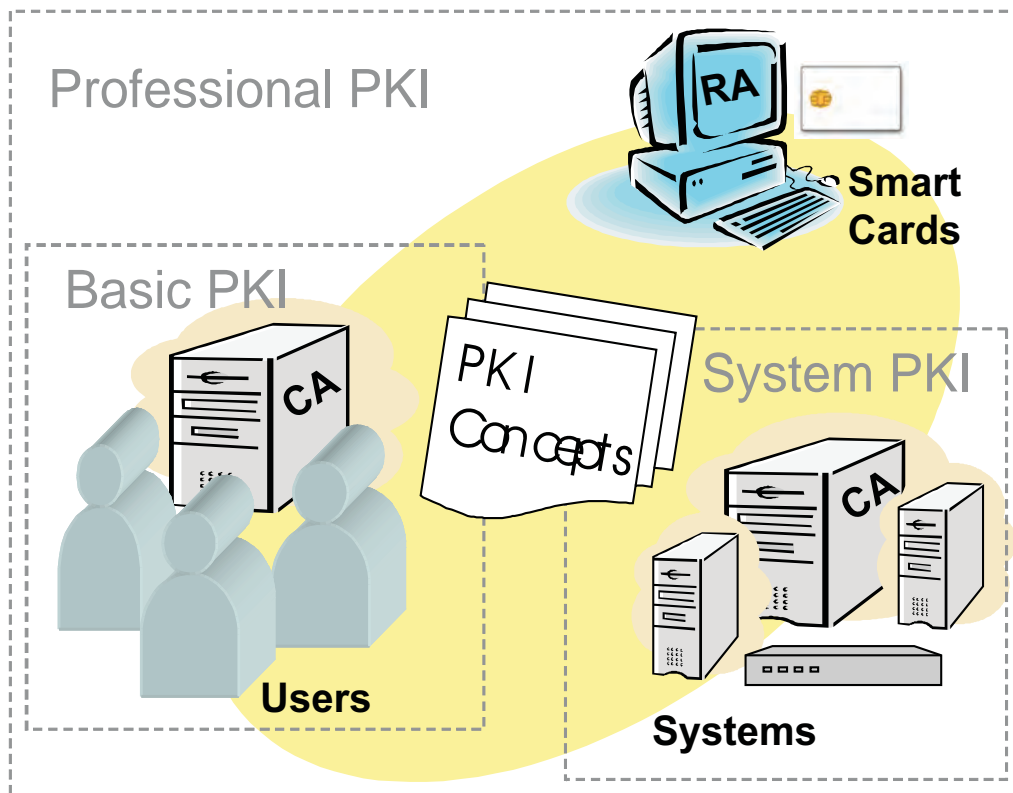 Professional PKI
RA
Smart
Cards
Basic PKI
CA
PKI
Concepts
System PKI
CA
Users
Systems